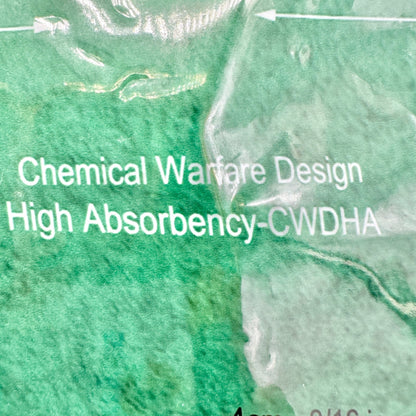 Chemical Warfare Design
High Absorbency-CWDHA